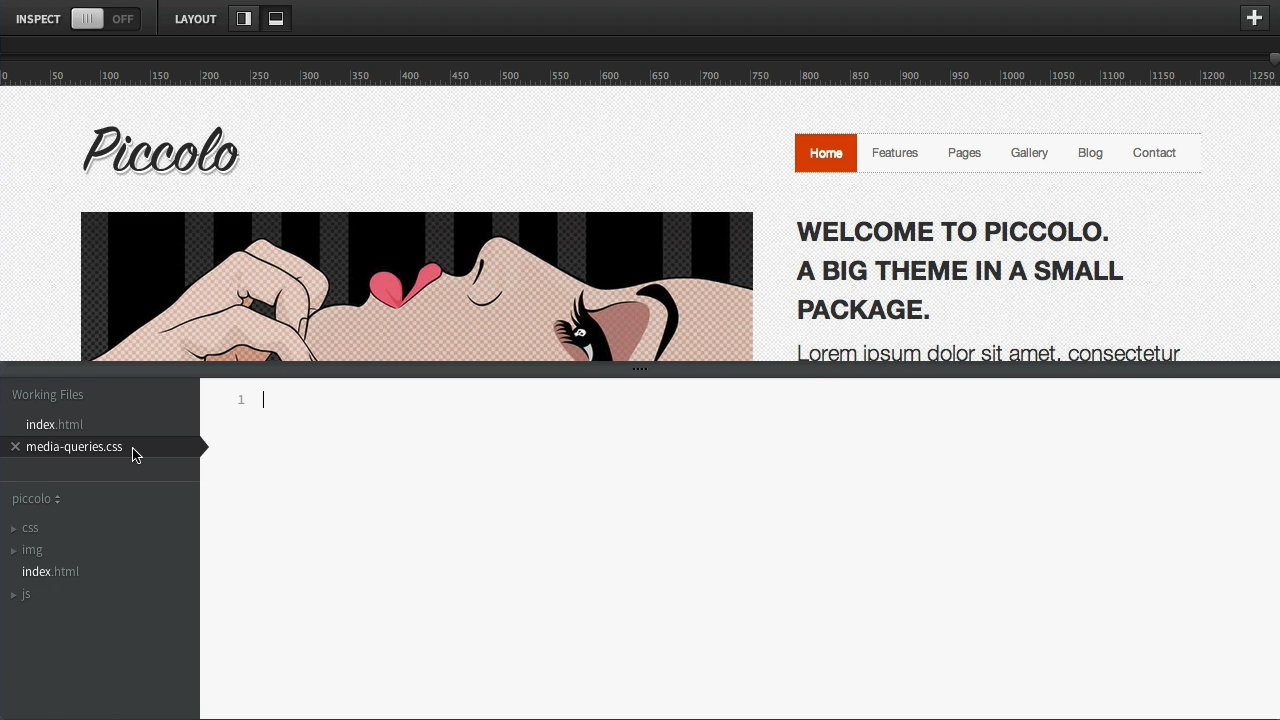 INSPECT OFF LAYOUT
0 50 100 150 200 250 300 350 400 450 500 550 600 650 700 750 800 850 900 950 1000 1050 1100 1150 1200 1250
Piccolo
Home Features Pages Gallery Blog Contact
WELCOME TO PICCOLO.
A BIG THEME IN A SMALL
PACKAGE.
Lorem ipsum dolor sit amet, consectetur
Working Files
index.html
media-queries.css
piccolo
css
img
index.html
js
1